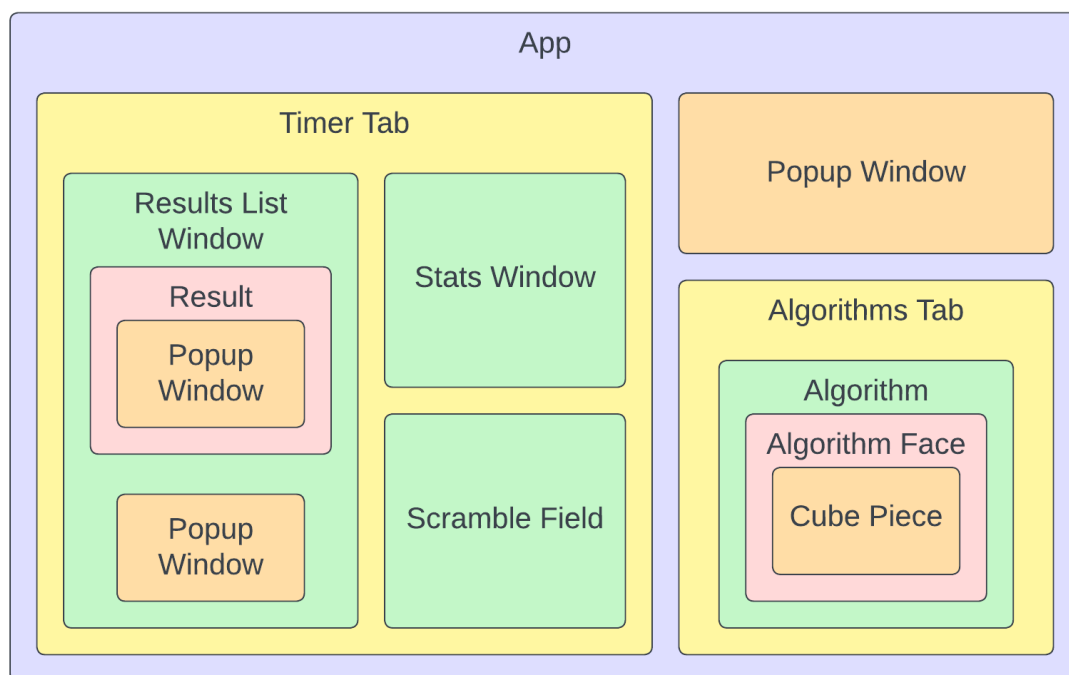 App
Timer Tab
Results List
Window
Result
Popup
Window
Popup
Window
Stats Window
Scramble Field
Popup Window
Algorithms Tab
Algorithm
Algorithm Face
Cube Piece